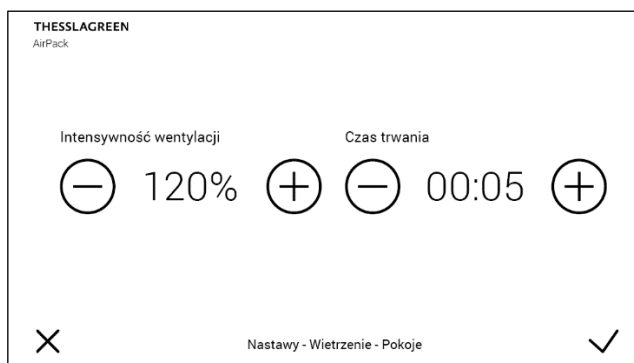 THESSLAGREEN
AirPack
Intensywność wentylacji
Czas trwania
120%
00:05
Nastawy - Wietrzenie - Pokoje